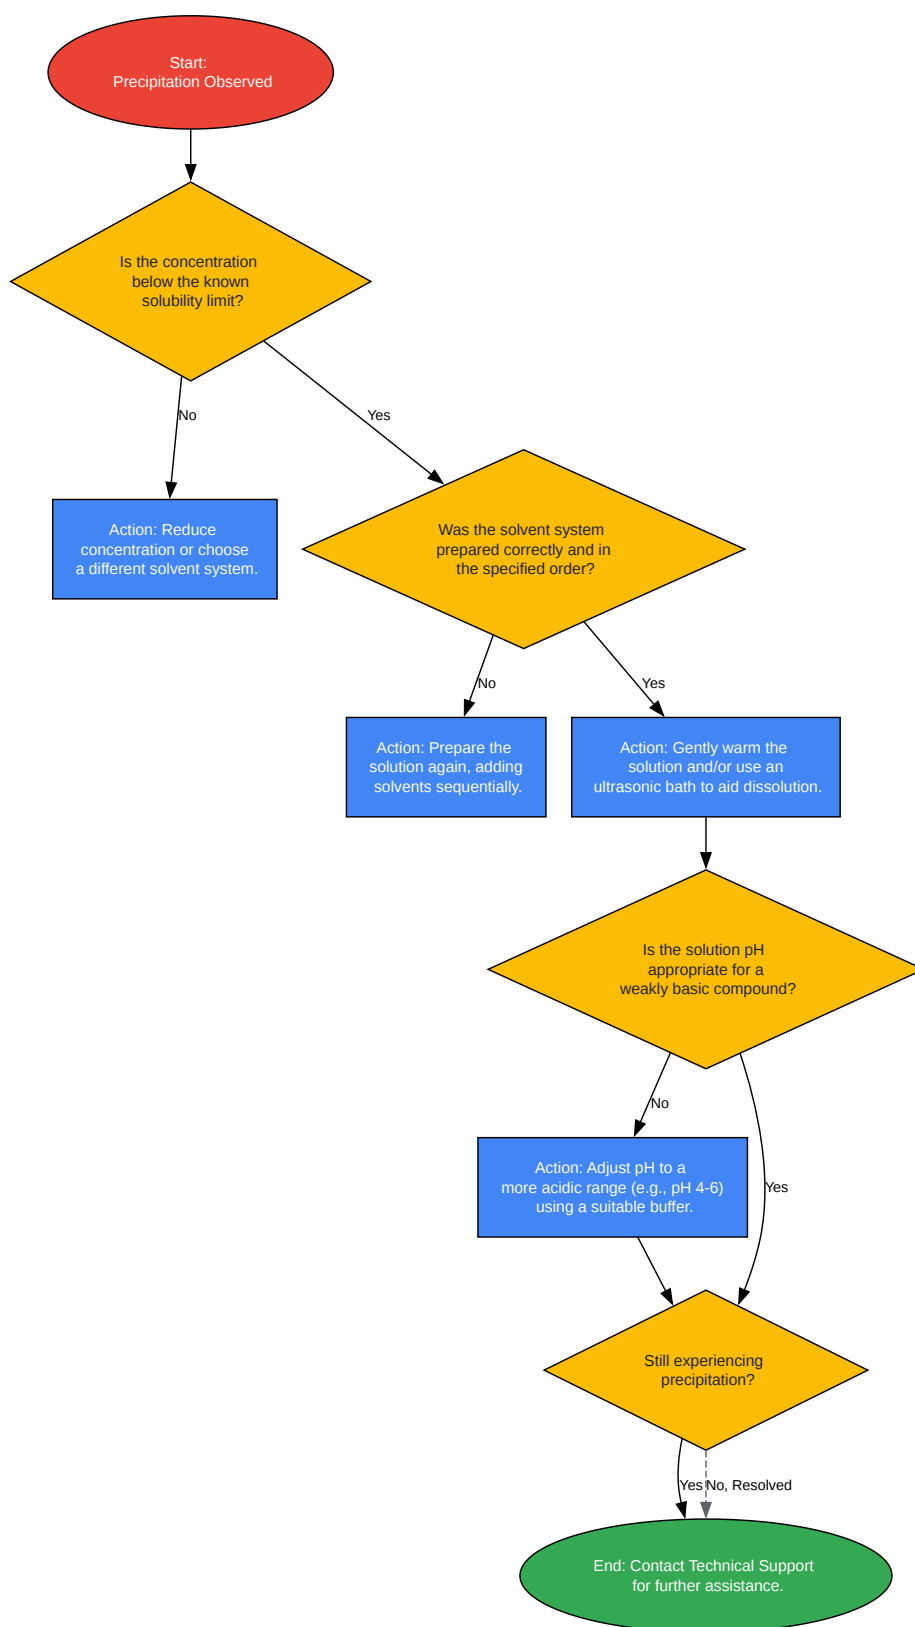 Start:
Precipitation Observed
Is the concentration
below the known
solubility limit?
No
Yes
Action: Reduce
concentration or choose
a different solvent system.
Was the solvent system
prepared correctly and in
the specified order?
No
Yes
Action: Prepare the
solution again, adding
solvents sequentially.
Action: Gently warm the
solution and/or use an
ultrasonic bath to aid dissolution.
Is the solution pH
appropriate for a
weakly basic compound?
No
Yes
Action: Adjust pH to a
more acidic range (e.g., pH 4-6)
using a suitable buffer.
Still experiencing
precipitation?
Yes
No, Resolved
End: Contact Technical Support
for further assistance.